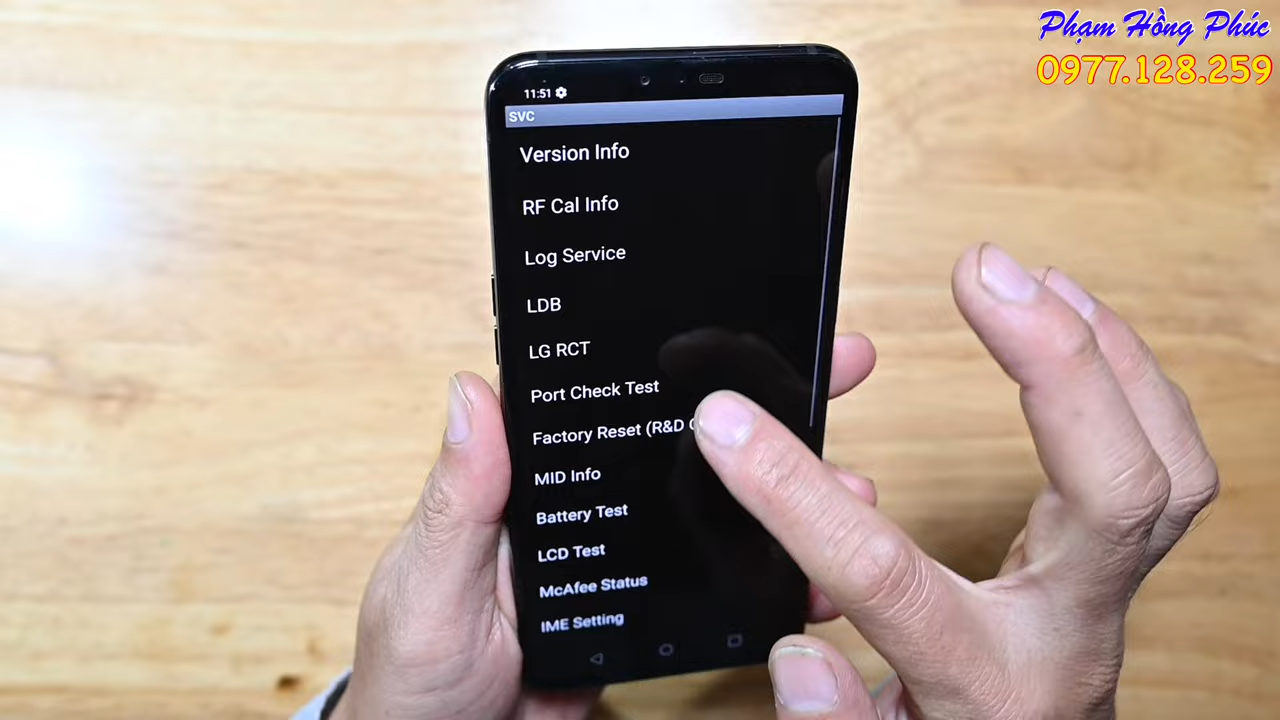 Phạm Hồng Phúc
0977.128.259
11:51
SVC
Version Info
RF Cal Info
Log Service
LDB
LG RCT
Port Check Test
Factory Reset (R&D
MID Info
Battery Test
LCD Test
McAfee Status
IME Setting